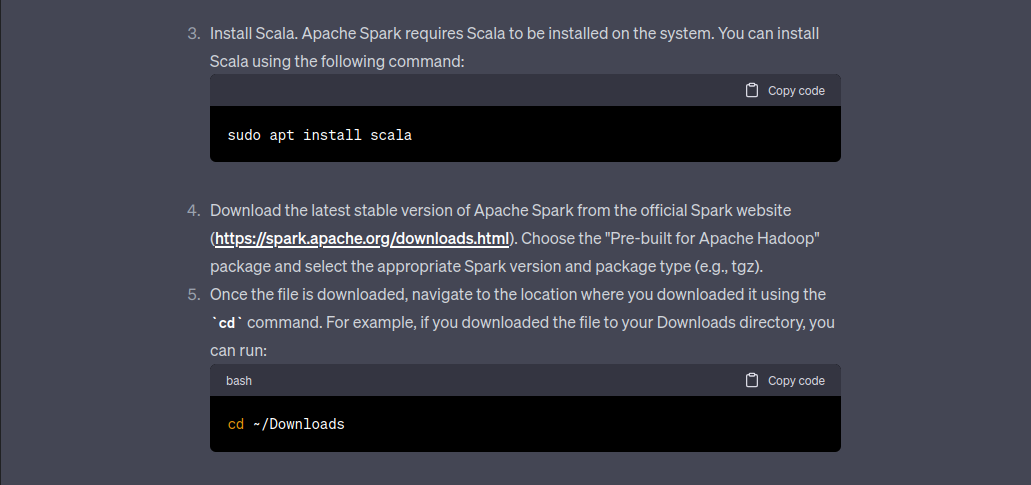 3. Install Scala. Apache Spark requires Scala to be installed on the system. You can install
Scala using the following command:
Copy code
sudo apt install scala
4. Download the latest stable version of Apache Spark from the official Spark website
(https://spark.apache.org/downloads.html). Choose the "Pre-built for Apache Hadoop"
package and select the appropriate Spark version and package type (e.g., tgz).
5. Once the file is downloaded, navigate to the location where you downloaded it using the
`cd` command. For example, if you downloaded the file to your Downloads directory, you
can run:
bash Copy code
cd ~/Downloads